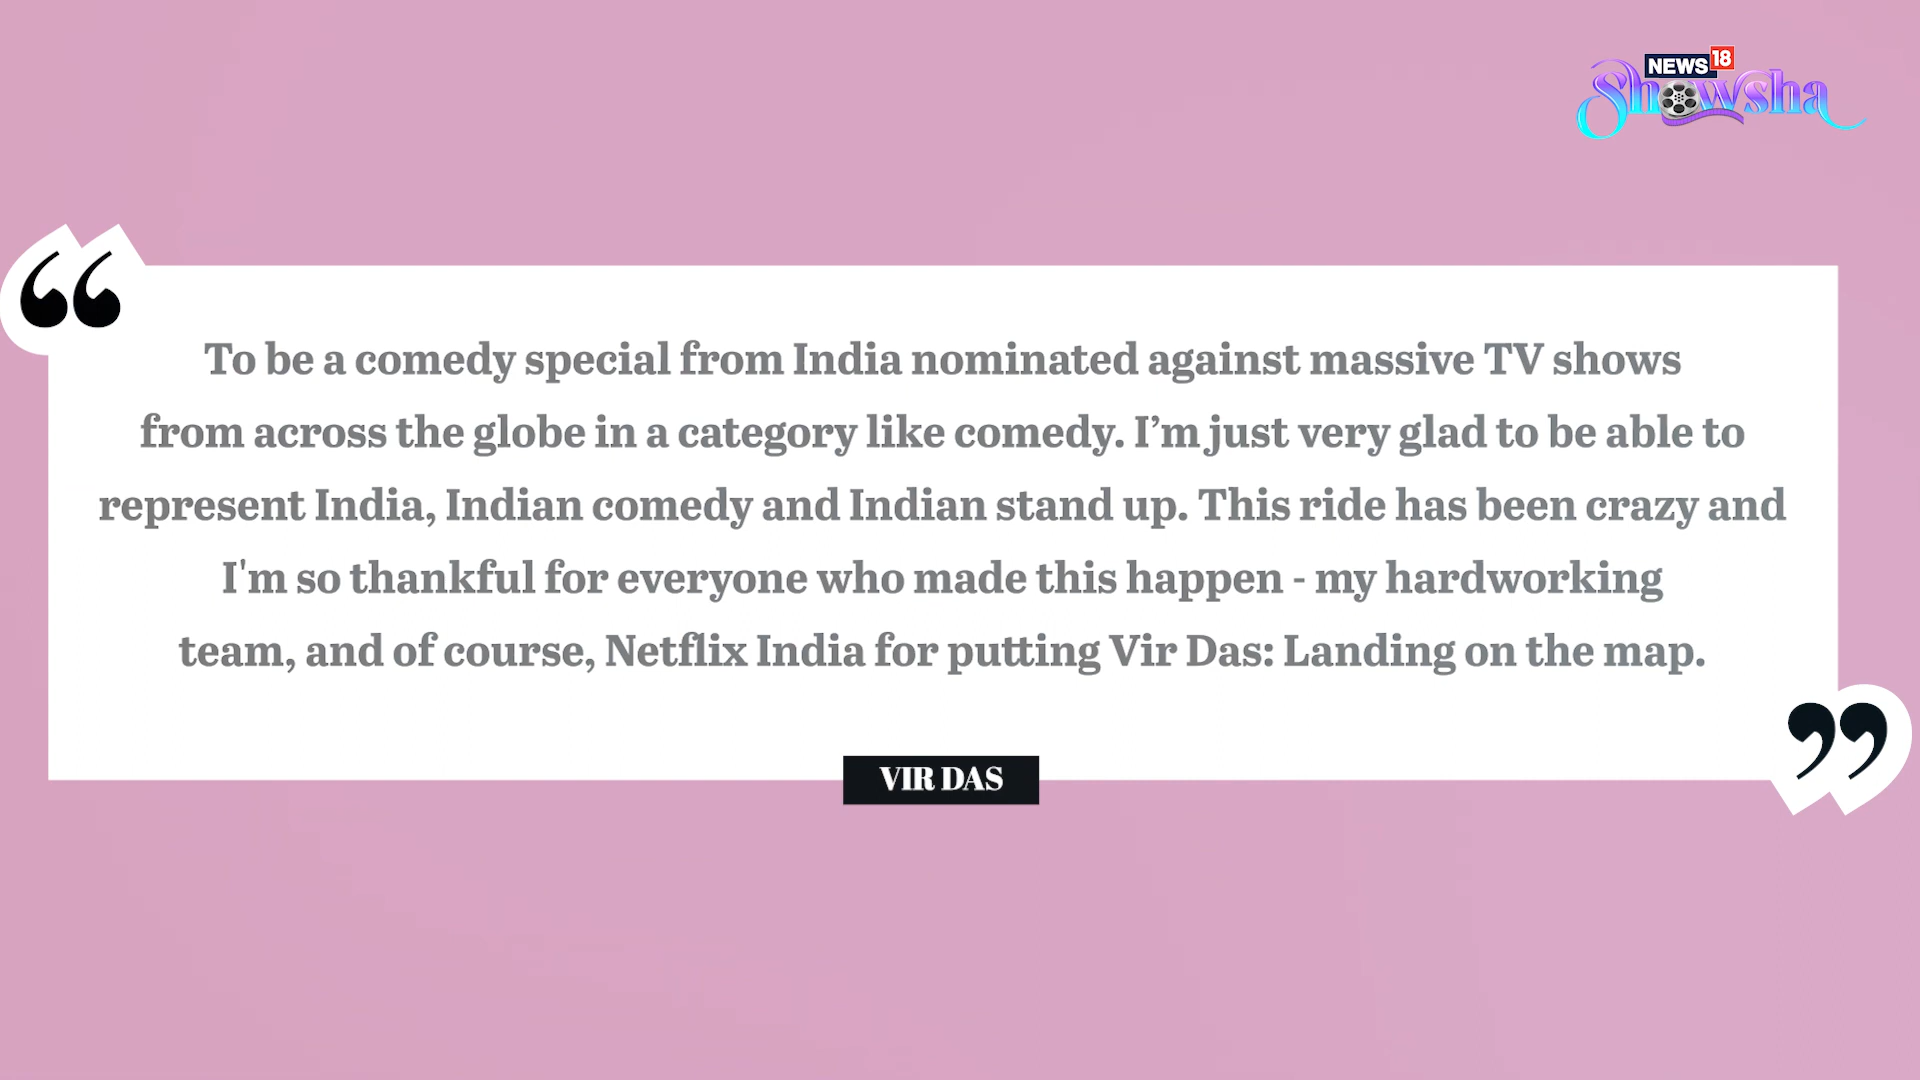 NEWS 18
Showsha
“
To be a comedy special from India nominated against massive TV shows
from across the globe in a category like comedy. I’m just very glad to be able to
represent India, Indian comedy and Indian stand up. This ride has been crazy and
I'm so thankful for everyone who made this happen - my hardworking
team, and of course, Netflix India for putting Vir Das: Landing on the map.
”
VIR DAS